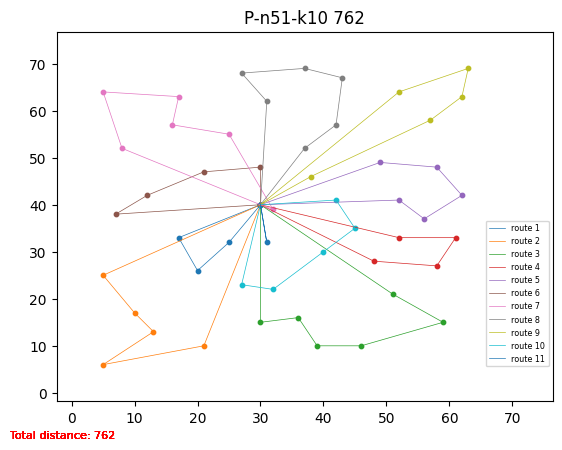 P-n51-k10 762
70
60
50
40
30
20
10
0
route 1
route 2
route 3
route 4
route 5
route 6
route 7
route 8
route 9
route 10
route 11
0 10 20 30 40 50 60 70
Total distance: 762